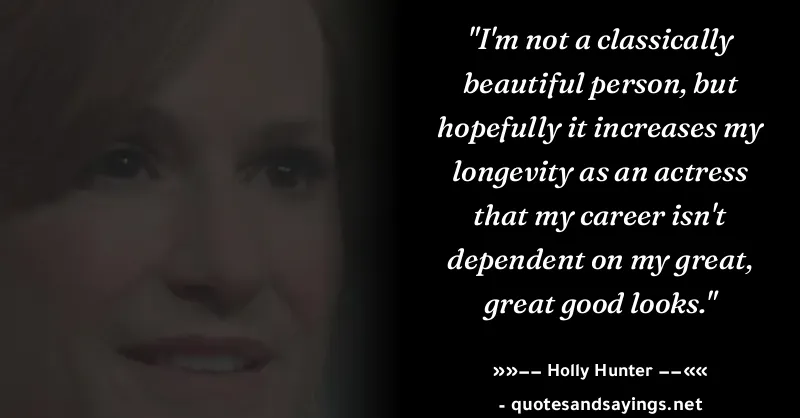 "I'm not a classically
beautiful person, but
hopefully it increases my
longevity as an actress
that my career isn't
dependent on my great,
great good looks."
»»−− Holly Hunter −−««
- quotesandsayings.net